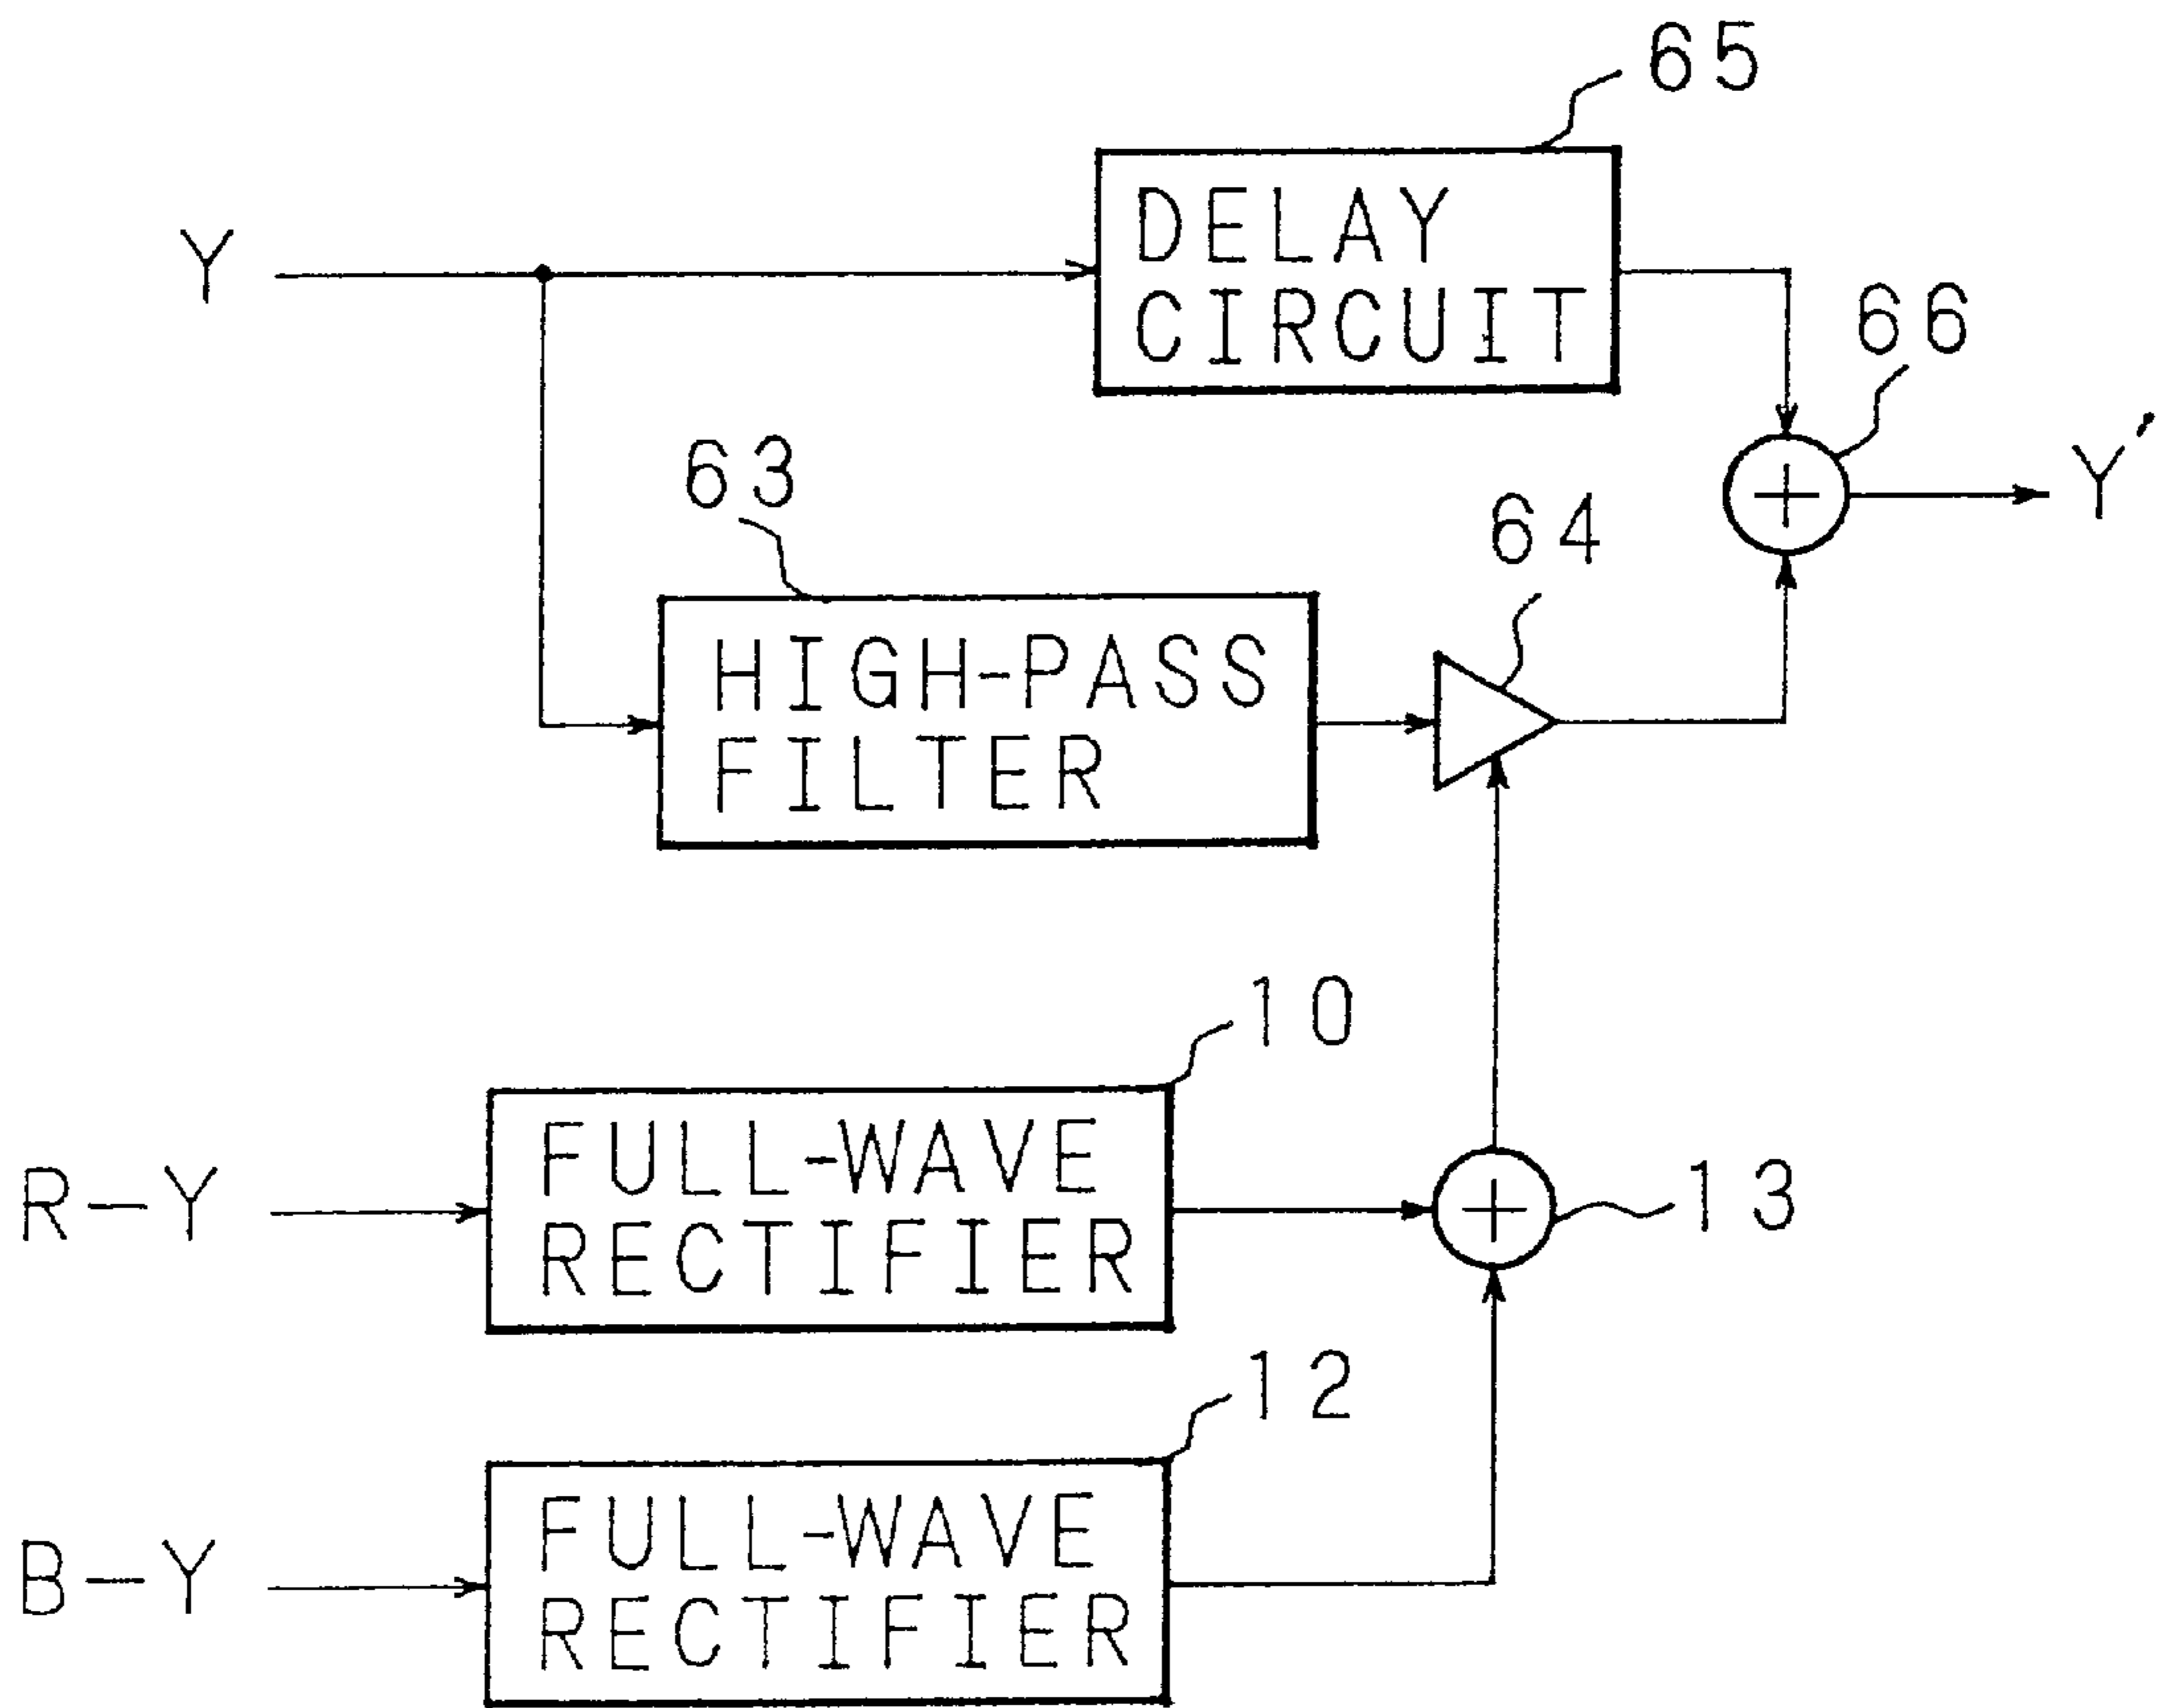 65
DELAY
CIRCUIT
Y
66
Y'
63
64
HIGH-PASS
FILTER
10
FULL-WAVE
RECTIFIER
R-Y
13
12
FULL-WAVE
RECTIFIER
B-Y